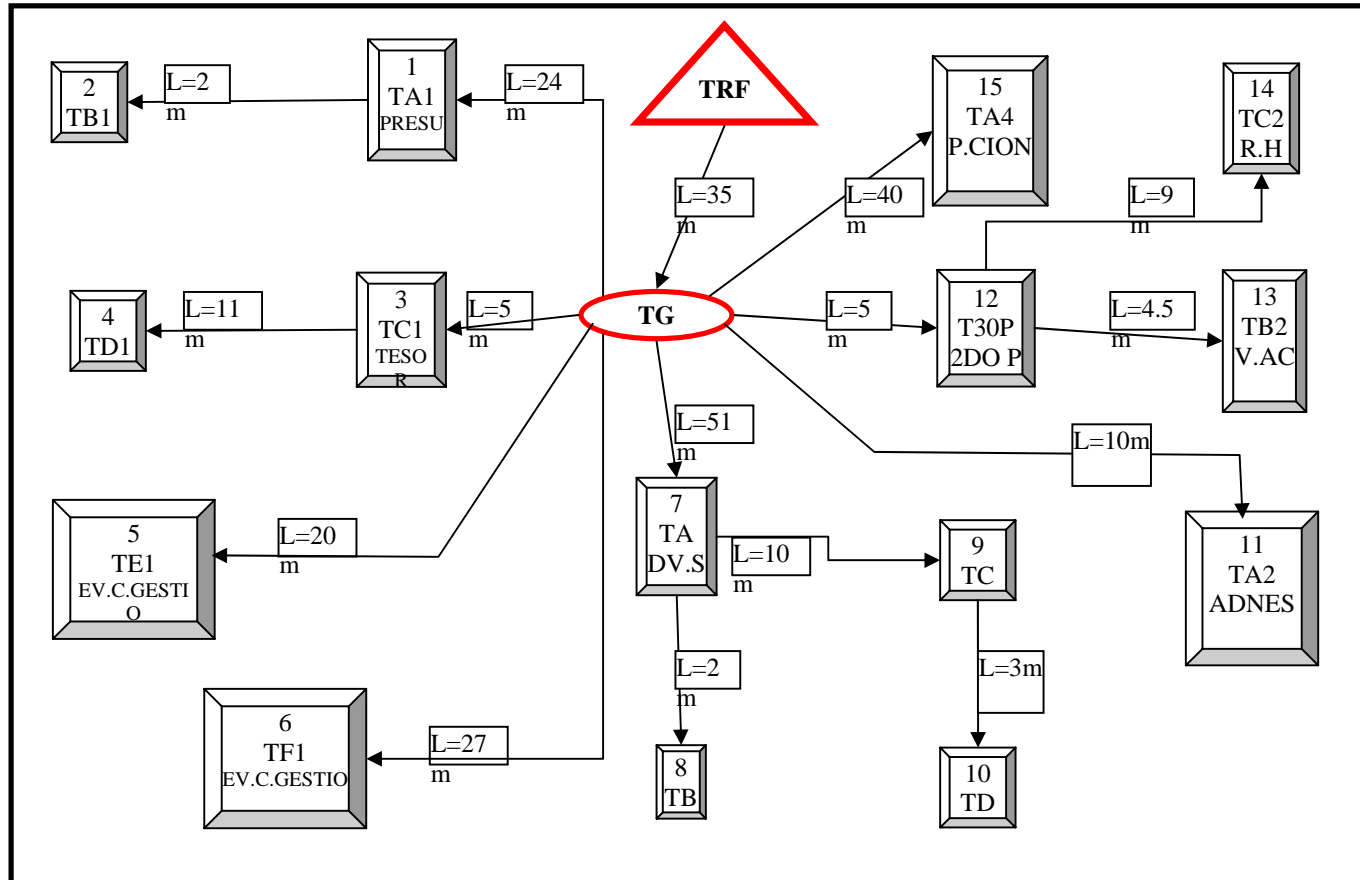 TRF
L=35
m
TG
1
TA1
PRESU
L=24
m
2
TB1
L=2
m
3
TC1
TESO
R
L=5
m
4
TD1
L=11
m
5
TE1
EV.C.GESTI
O
L=20
m
6
TF1
EV.C.GESTIO
L=27
m
7
TA
DV.S
L=51
m
8
TB
L=2
m
9
TC
L=10
m
10
TD
L=3m
11
TA2
ADNES
L=10m
12
T30P
2DO P
L=5
m
13
TB2
V.AC
L=4.5
m
14
TC2
R.H
L=9
m
15
TA4
P.CION
L=40
m